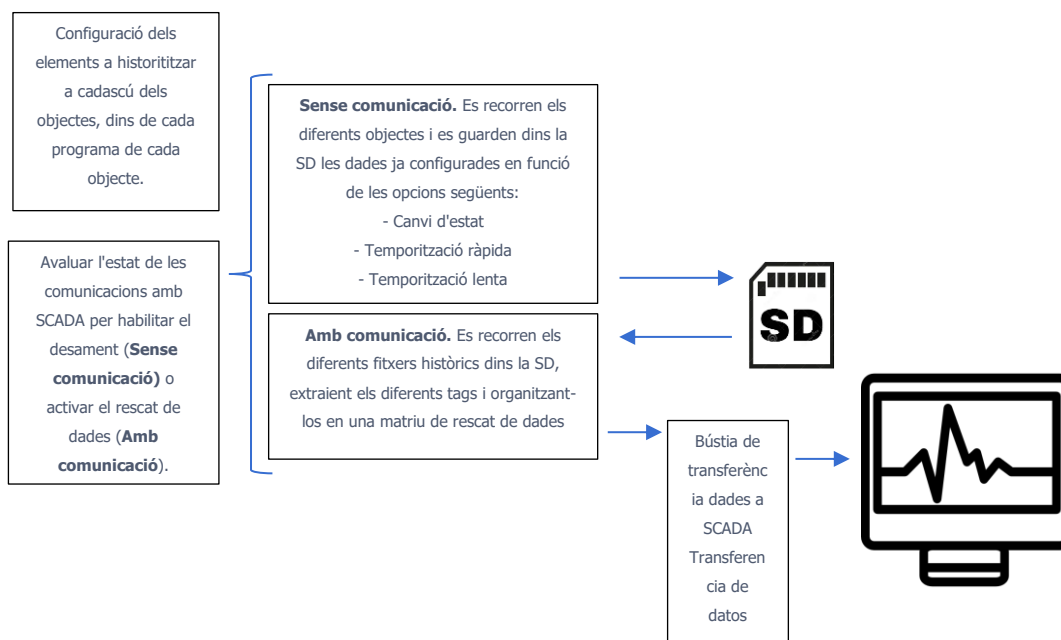 Configuració dels
elements a historititzar
a cadascú dels
objectes, dins de cada
programa de cada
objecte.
Avaluar l'estat de les
comunicacions amb
SCADA per habilitar el
desament (Sense
comunicació) o
activar el rescat de
dades (Amb
comunicació).
Sense comunicació. Es recorren els
diferents objectes i es guarden dins la
SD les dades ja configurades en funció
de les opcions següents:
- Canvi d'estat
- Temporització ràpida
- Temporització lenta
Amb comunicació. Es recorren els
diferents fitxers històrics dins la SD,
extraient els diferents tags i organitzant-
los en una matriu de rescat de dades
SD
Bústia de
transferènc
ia dades a
SCADA
Transferen
cia de
datos